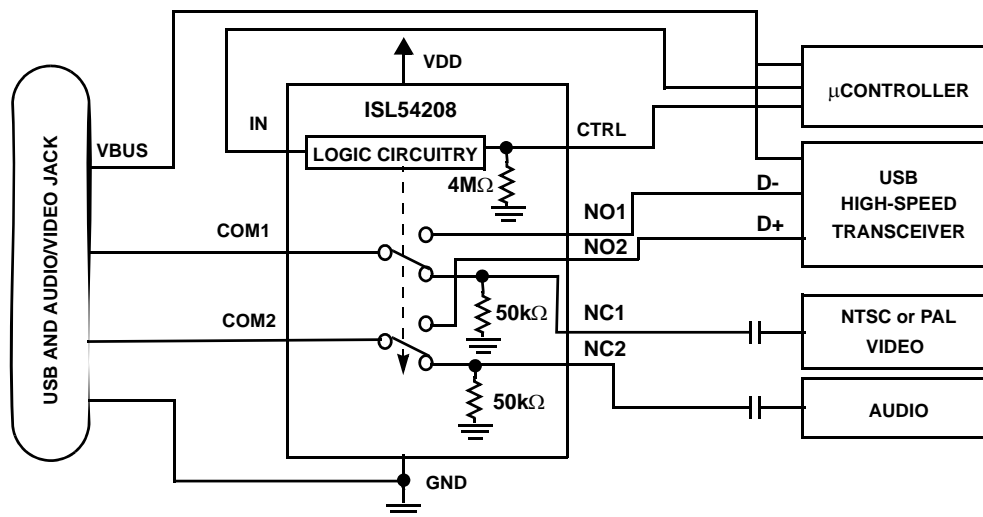 USB AND AUDIO/VIDEO JACK
VBUS
COM1
COM2
IN
VDD
ISL54208
LOGIC CIRCUITRY
4MΩ
50kΩ
50kΩ
GND
CTRL
NO1
NO2
NC1
NC2
D-
D+
μCONTROLLER
USB
HIGH-SPEED
TRANSCEIVER
NTSC or PAL
VIDEO
AUDIO